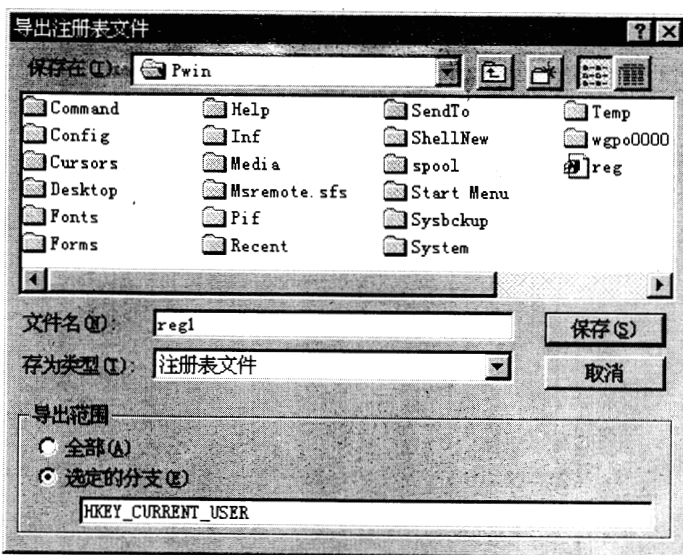 导出注册表文件
保存在(I): Pwin
Command Help SendTo Temp
Config Inf ShellNew wgpo0000
Cursors Media spool reg
Desktop Msremote.sfs Start Menu
Fonts Pif Sysbckup
Forms Recent System
文件名(N): reg1 保存(S)
存为类型(T): 注册表文件 取消
导出范围
全部(A)
选定的分支(E)
HKEY_CURRENT_USER